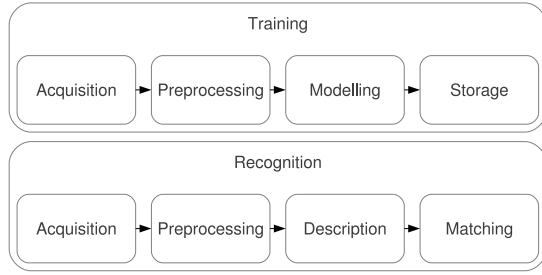 Training
Acquisition Preprocessing Modelling Storage
Recognition
Acquisition Preprocessing Description Matching